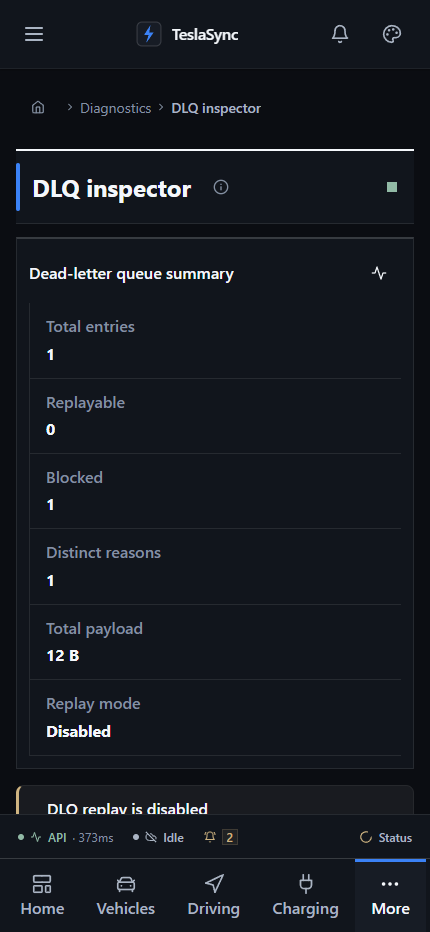 TeslaSync
Diagnostics
DLQ inspector
DLQ inspector
Dead-letter queue summary
Total entries
1
Replayable
0
Blocked
1
Distinct reasons
1
Total payload
12 B
Replay mode
Disabled
DLQ replay is disabled
API · 373ms
Idle
2
Status
Home
Vehicles
Driving
Charging
More